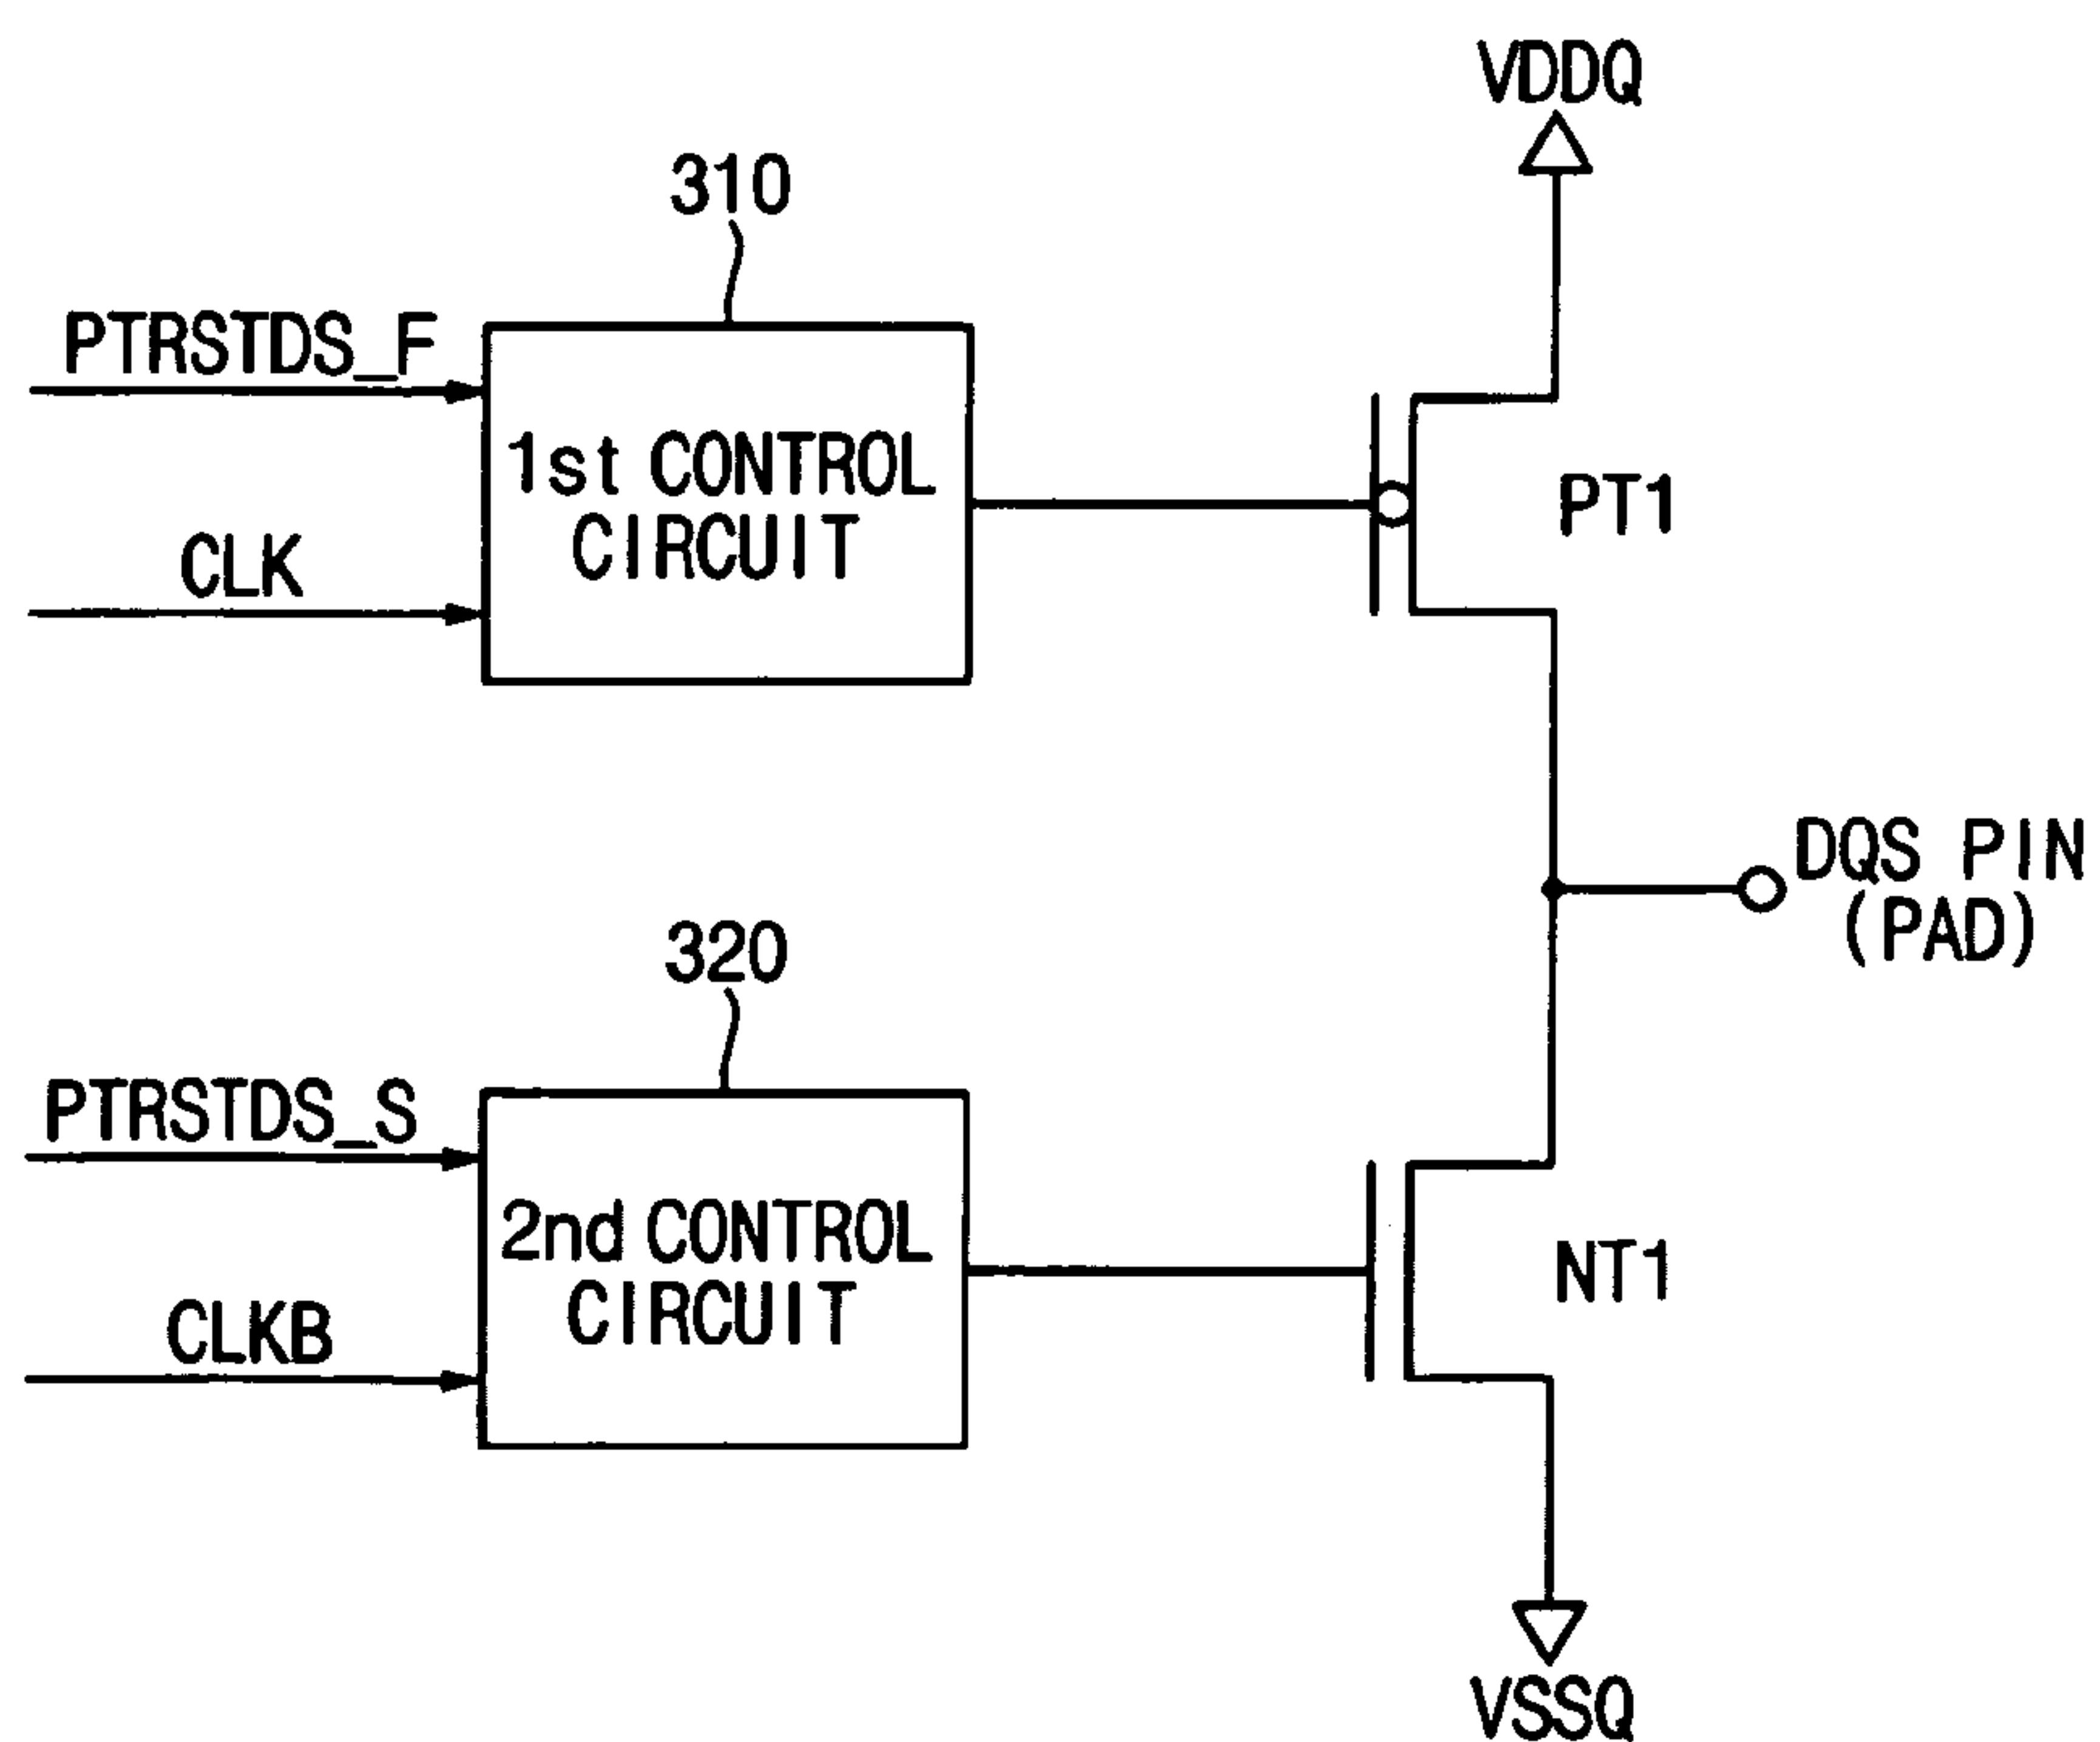 VDDQ
310
PTRSTDS_F
1st CONTROL
CIRCUIT
CLK
PT1
DQS PIN
(PAD)
320
PTRSTDS_S
2nd CONTROL
CIRCUIT
CLKB
NT1
VSSQ